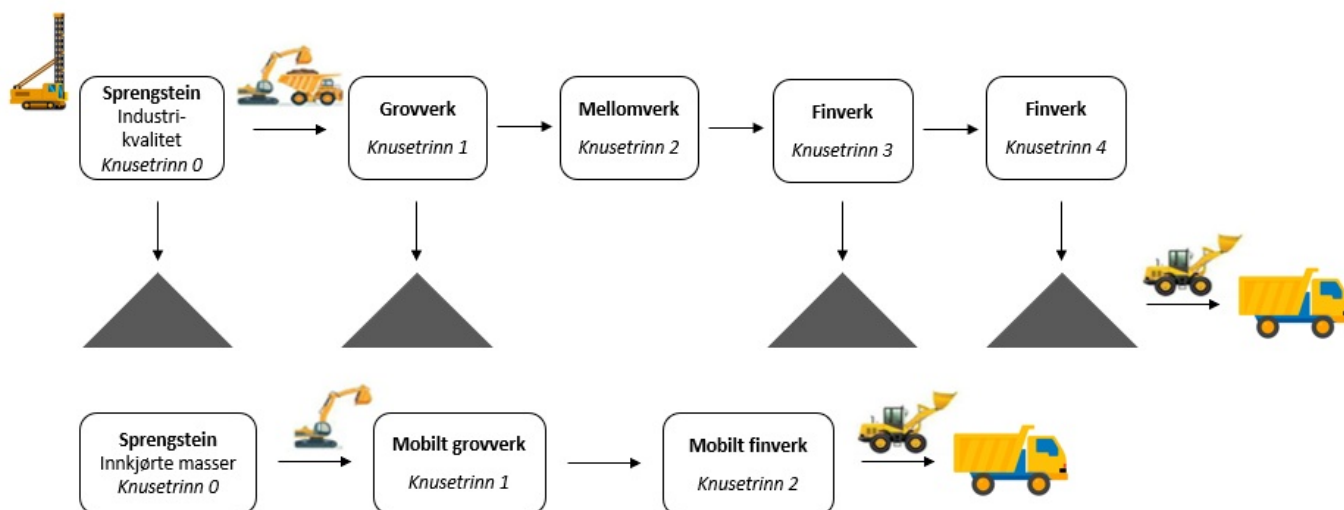 Sprengstein
Industri-
kvalitet
Knusetrinn 0
Grovverk
Knusetrinn 1
Mellomverk
Knusetrinn 2
Finverk
Knusetrinn 3
Finverk
Knusetrinn 4
Sprengstein
Innkjørte masser
Knusetrinn 0
Mobilt grovverk
Knusetrinn 1
Mobilt finverk
Knusetrinn 2